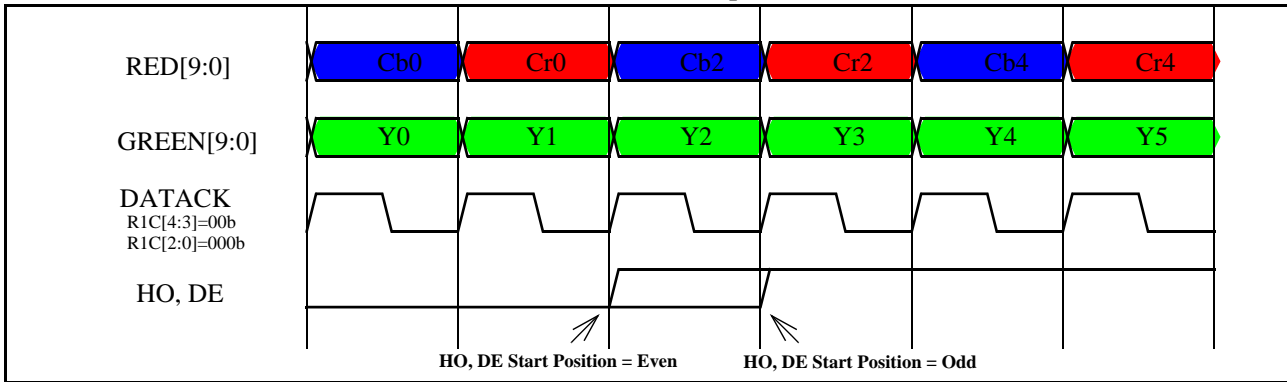 RED[9:0] Cb0 Cr0 Cb2 Cr2 Cb4 Cr4
GREEN[9:0] Y0 Y1 Y2 Y3 Y4 Y5
DATACK
R1C[4:3]=00b
R1C[2:0]=000b
HO, DE
HO, DE Start Position = Even HO, DE Start Position = Odd